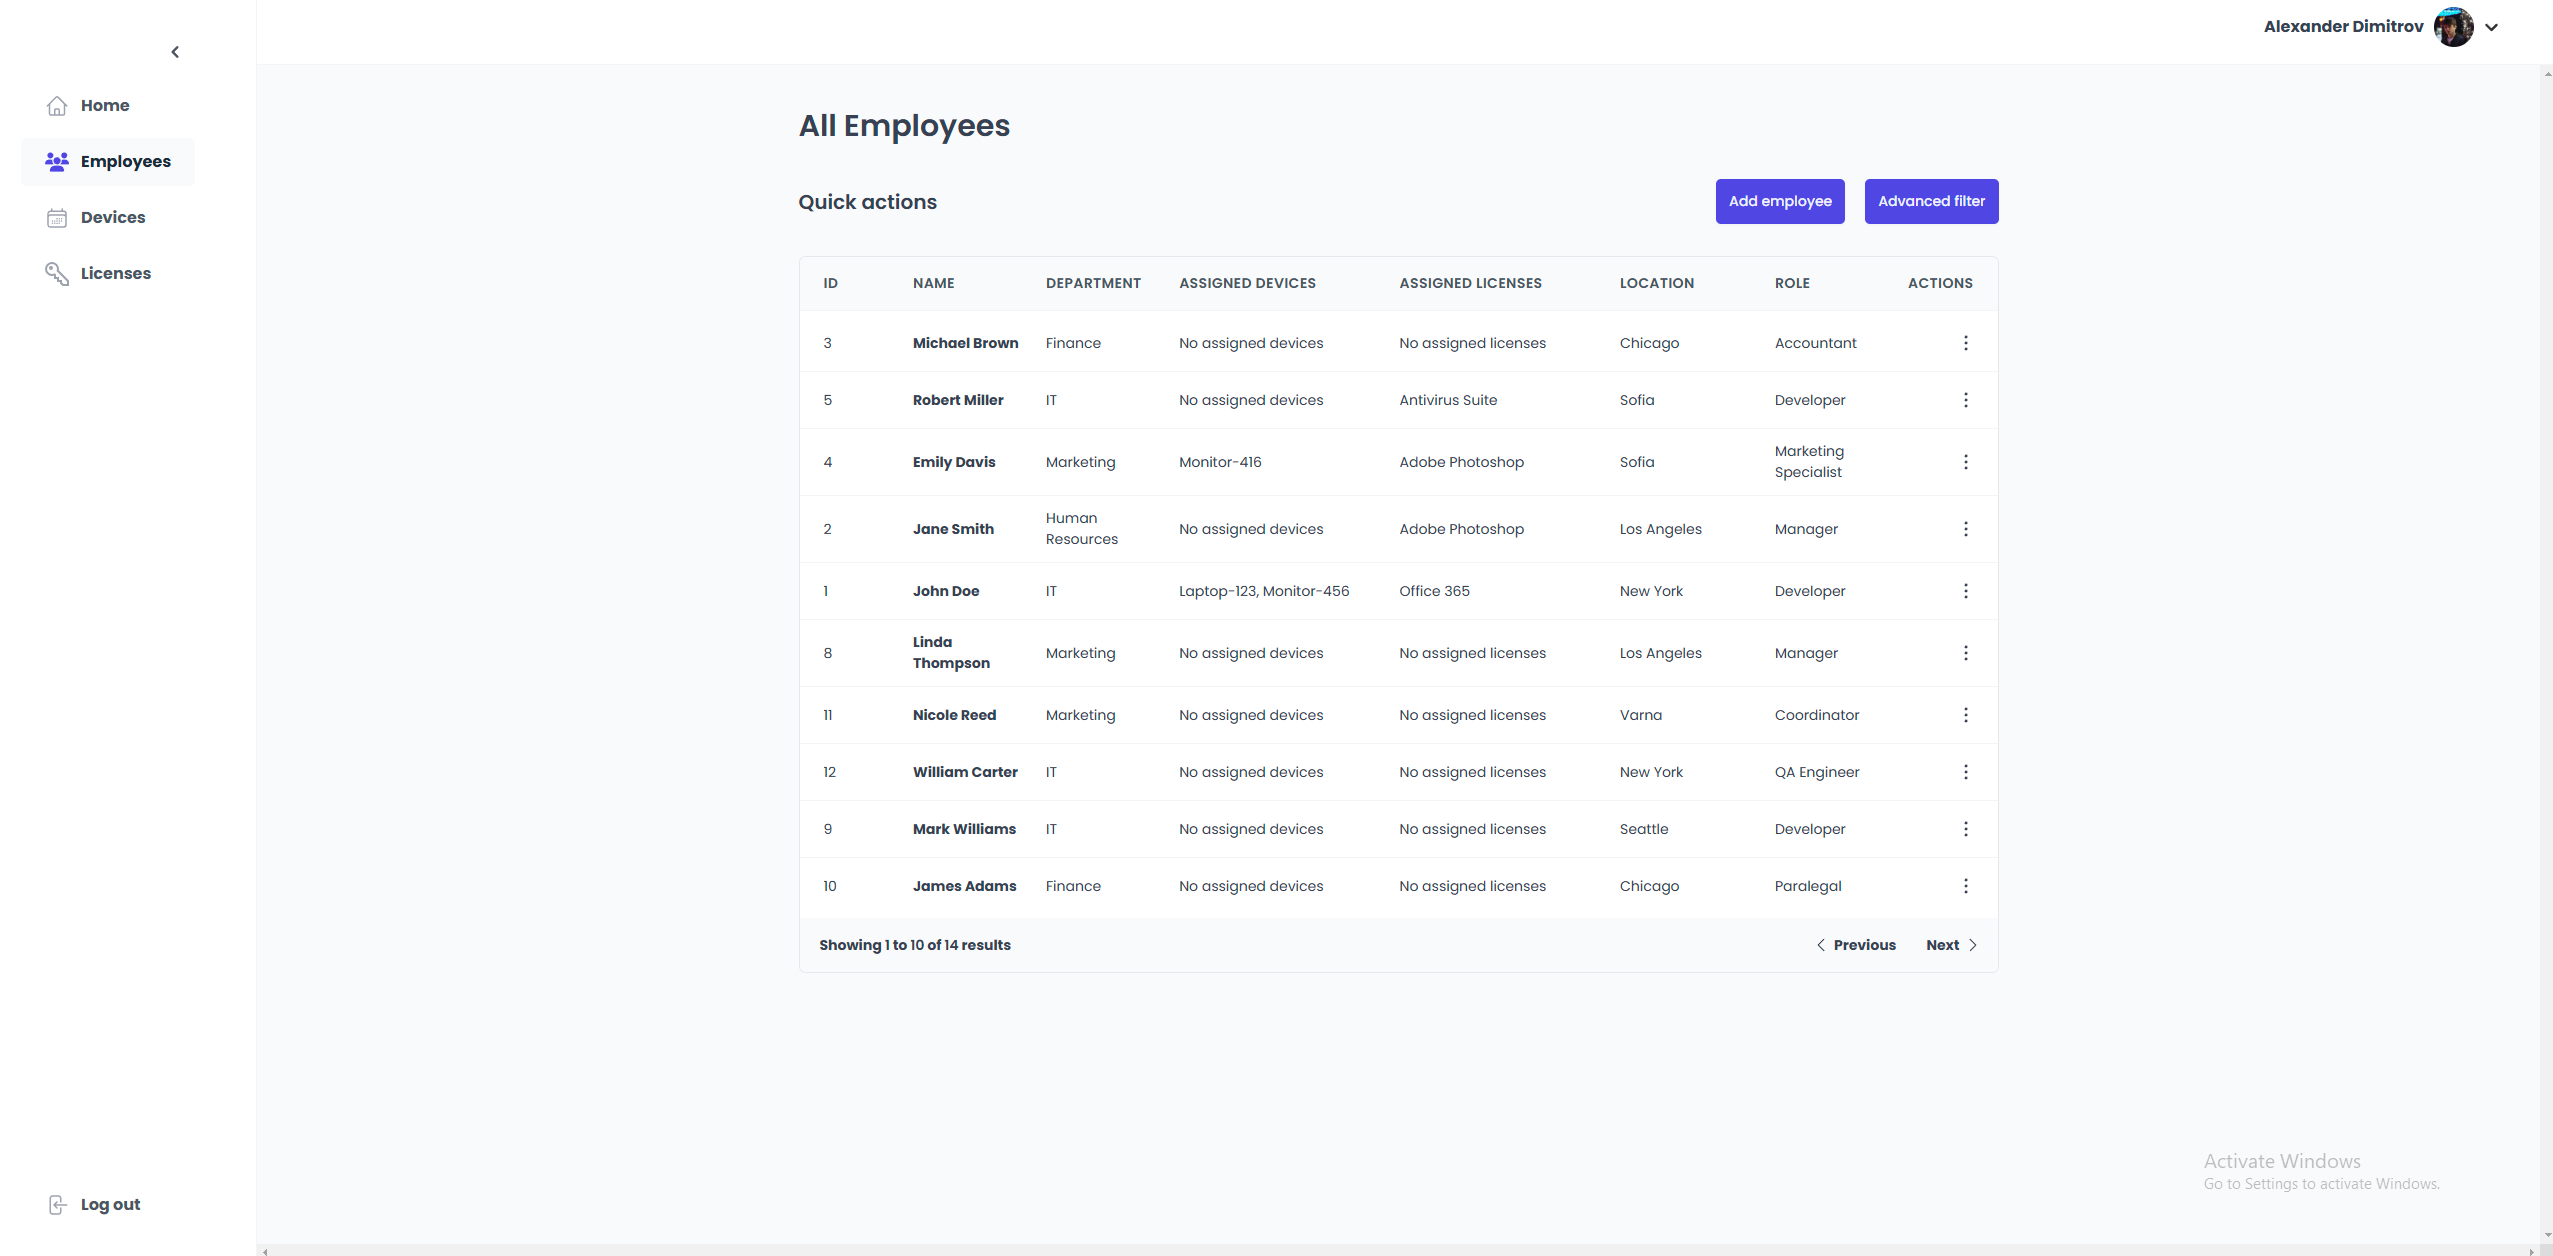 Alexander Dimitrov
Home
Employees
Devices
Licenses
Log out
All Employees
Quick actions
Add employee
Advanced filter
ID NAME DEPARTMENT ASSIGNED DEVICES ASSIGNED LICENSES LOCATION ROLE ACTIONS
3 Michael Brown Finance No assigned devices No assigned licenses Chicago Accountant
5 Robert Miller IT No assigned devices Antivirus Suite Sofia Developer
4 Emily Davis Marketing Monitor-416 Adobe Photoshop Sofia Marketing
Specialist
2 Jane Smith Human
Resources No assigned devices Adobe Photoshop Los Angeles Manager
1 John Doe IT Laptop-123, Monitor-456 Office 365 New York Developer
8 Linda
Thompson Marketing No assigned devices No assigned licenses Los Angeles Manager
11 Nicole Reed Marketing No assigned devices No assigned licenses Varna Coordinator
12 William Carter IT No assigned devices No assigned licenses New York QA Engineer
9 Mark Williams IT No assigned devices No assigned licenses Seattle Developer
10 James Adams Finance No assigned devices No assigned licenses Chicago Paralegal
Showing 1 to 10 of 14 results
Previous Next
Activate Windows
Go to Settings to activate Windows.